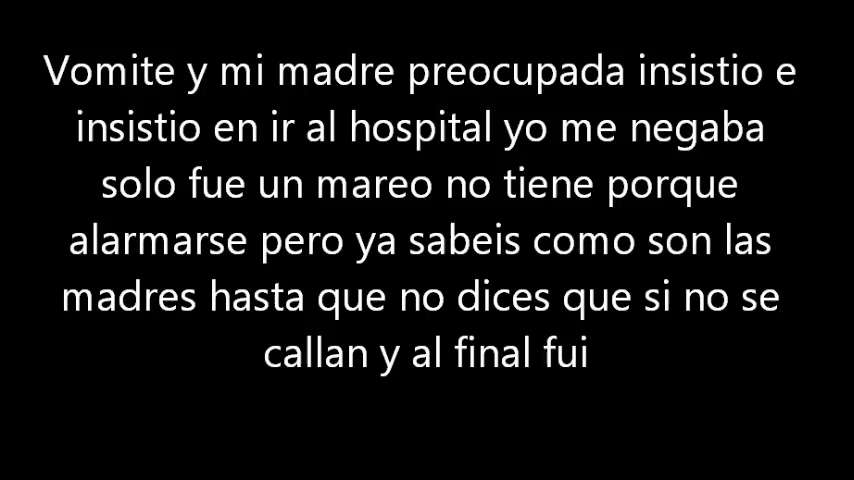 Vomite y mi madre preocupada insistio e
insistio en ir al hospital yo me negaba
solo fue un mareo no tiene porque
alarmarse pero ya sabeis como son las
madres hasta que no dices que si no se
callan y al final fui